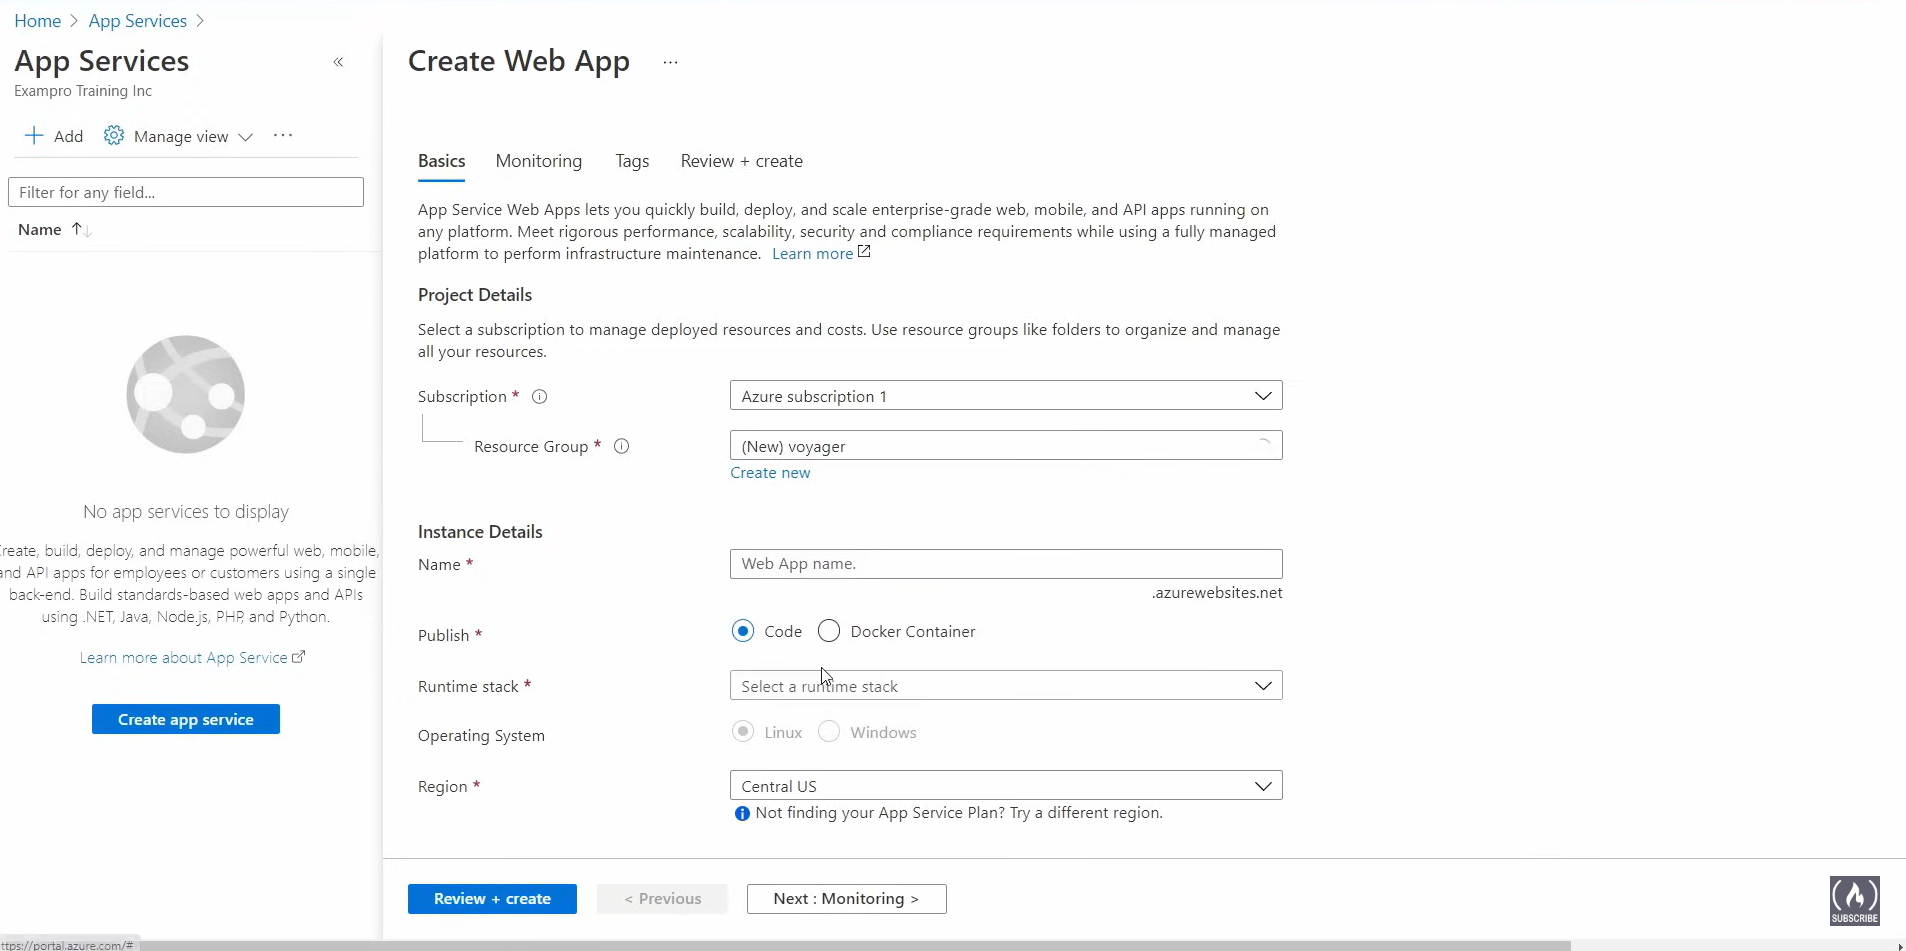 Home > App Services >
App Services
«
Exampro Training Inc
+ Add Manage view ...
Filter for any field...
Name ↑↓
No app services to display
reate, build, deploy, and manage powerful web, mobile,
and API apps for employees or customers using a single
back-end. Build standards-based web apps and APIs
using .NET, Java, Node.js, PHP, and Python.
Learn more about App Service
Create app service
Create Web App ...
Basics Monitoring Tags Review + create
App Service Web Apps lets you quickly build, deploy, and scale enterprise-grade web, mobile, and API apps running on
any platform. Meet rigorous performance, scalability, security and compliance requirements while using a fully managed
platform to perform infrastructure maintenance. Learn more
Project Details
Select a subscription to manage deployed resources and costs. Use resource groups like folders to organize and manage
all your resources.
Subscription * Azure subscription 1
Resource Group * (New) voyager
Create new
Instance Details
Name * Web App name.
.azurewebsites.net
Publish * Code Docker Container
Runtime stack * Select a runtime stack
Operating System Linux Windows
Region * Central US
Not finding your App Service Plan? Try a different region.
Review + create < Previous Next : Monitoring >
SUBSCRIBE
ttps://portal.azure.com/#